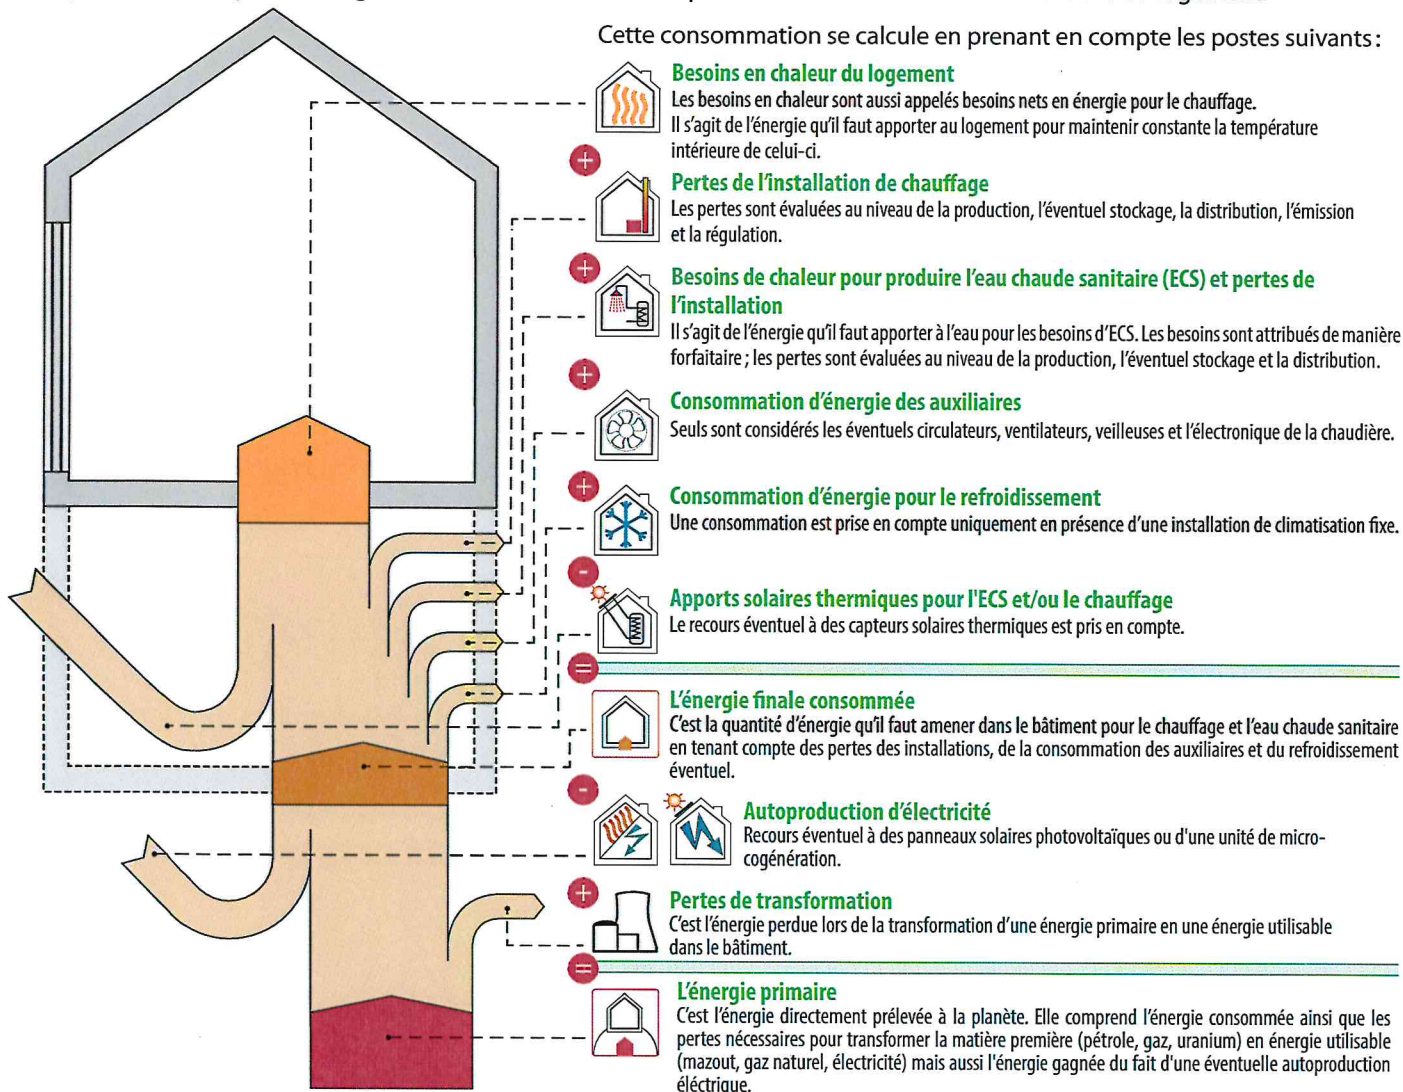 Cette consommation se calcule en prenant en compte les postes suivants :
Besoins en chaleur du logement
Les besoins en chaleur sont aussi appelés besoins nets en énergie pour le chauffage.
Il s'agit de l'énergie qu'il faut apporter au logement pour maintenir constante la température
intérieure de celui-ci.
+
Pertes de l'installation de chauffage
Les pertes sont évaluées au niveau de la production, l'éventuel stockage, la distribution, l'émission
et la régulation.
+
Besoins de chaleur pour produire l'eau chaude sanitaire (ECS) et pertes de
l'installation
Il s'agit de l'énergie qu'il faut apporter à l'eau pour les besoins d'ECS. Les besoins sont attribués de manière
forfaitaire ; les pertes sont évaluées au niveau de la production, l'éventuel stockage et la distribution.
+
Consommation d'énergie des auxiliaires
Seuls sont considérés les éventuels circulateurs, ventilateurs, veilleuses et l'électronique de la chaudière.
+
Consommation d'énergie pour le refroidissement
Une consommation est prise en compte uniquement en présence d'une installation de climatisation fixe.
-
Apports solaires thermiques pour l'ECS et/ou le chauffage
Le recours éventuel à des capteurs solaires thermiques est pris en compte.
=
L'énergie finale consommée
C'est la quantité d'énergie qu'il faut amener dans le bâtiment pour le chauffage et l'eau chaude sanitaire
en tenant compte des pertes des installations, de la consommation des auxiliaires et du refroidissement
éventuel.
-
Autoproduction d'électricité
Recours éventuel à des panneaux solaires photovoltaïques ou d'une unité de micro-
cogénération.
+
Pertes de transformation
C'est l'énergie perdue lors de la transformation d'une énergie primaire en une énergie utilisable
dans le bâtiment.
=
L'énergie primaire
C'est l'énergie directement prélevée à la planète. Elle comprend l'énergie consommée ainsi que les
pertes nécessaires pour transformer la matière première (pétrole, gaz, uranium) en énergie utilisable
(mazout, gaz naturel, électricité) mais aussi l'énergie gagnée du fait d'une éventuelle autoproduction
éléctrique.